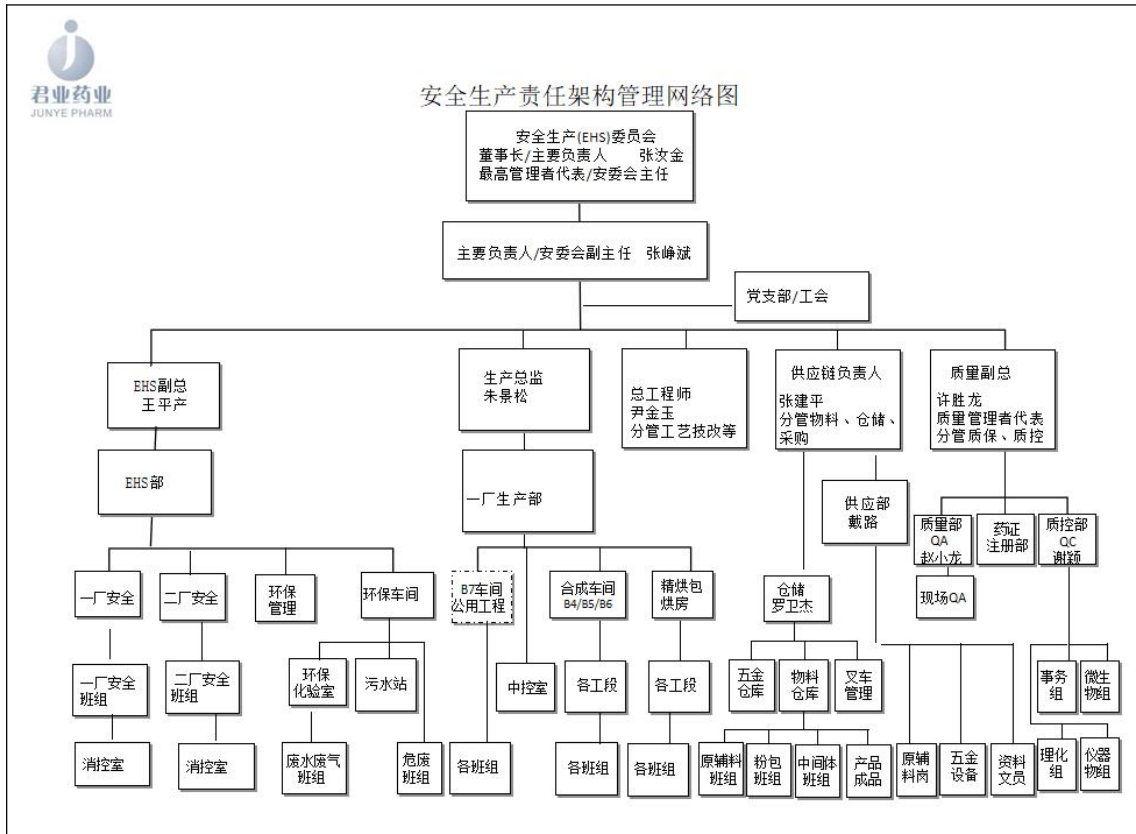 君业药业
JUNYE PHARM
安全生产责任架构管理网络图
安全生产(EHS)委员会
董事长/主要负责人 张汝金
最高管理者代表/安委会主任
主要负责人/安委会副主任 张峥斌
党支部/工会
EHS副总
王平产
生产总监
朱景松
总工程师
尹金玉
分管工艺技改等
供应链负责人
张建平
分管物料、仓储、
采购
质量副总
许胜龙
质量管理者代表
分管质保、质控
EHS部
一厂生产部
供应部
戴路
质量部
QA
赵小龙
药证
注册部
质控部
QC
谢颖
一厂安全
二厂安全
环保
管理
环保车间
B7车间
公用工程
合成车间
B4/B5/B6
精烘包
烘房
仓储
罗卫杰
现场QA
一厂安全
班组
二厂安全
班组
环保
化验室
污水站
中控室
各工段
各工段
五金
仓库
物料
仓库
叉车
管理
事务
组
微生
物组
消控室
消控室
废水废气
班组
危废
班组
各班组
各班组
各班组
原辅料
班组
粉包
班组
中间体
班组
产品
成品
原辅
料岗
五金
设备
资料
文员
理化
组
仪器
物组